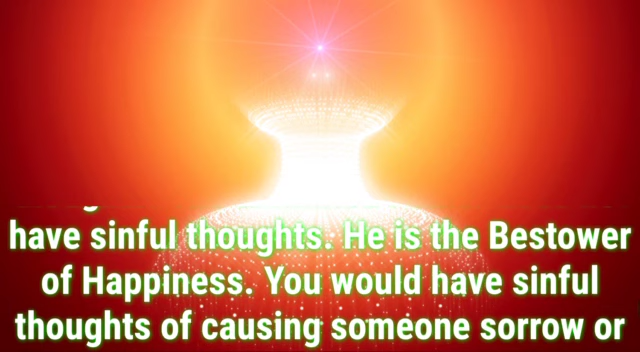 have sinful thoughts. He is the Bestower
of Happiness. You would have sinful
thoughts of causing someone sorrow or